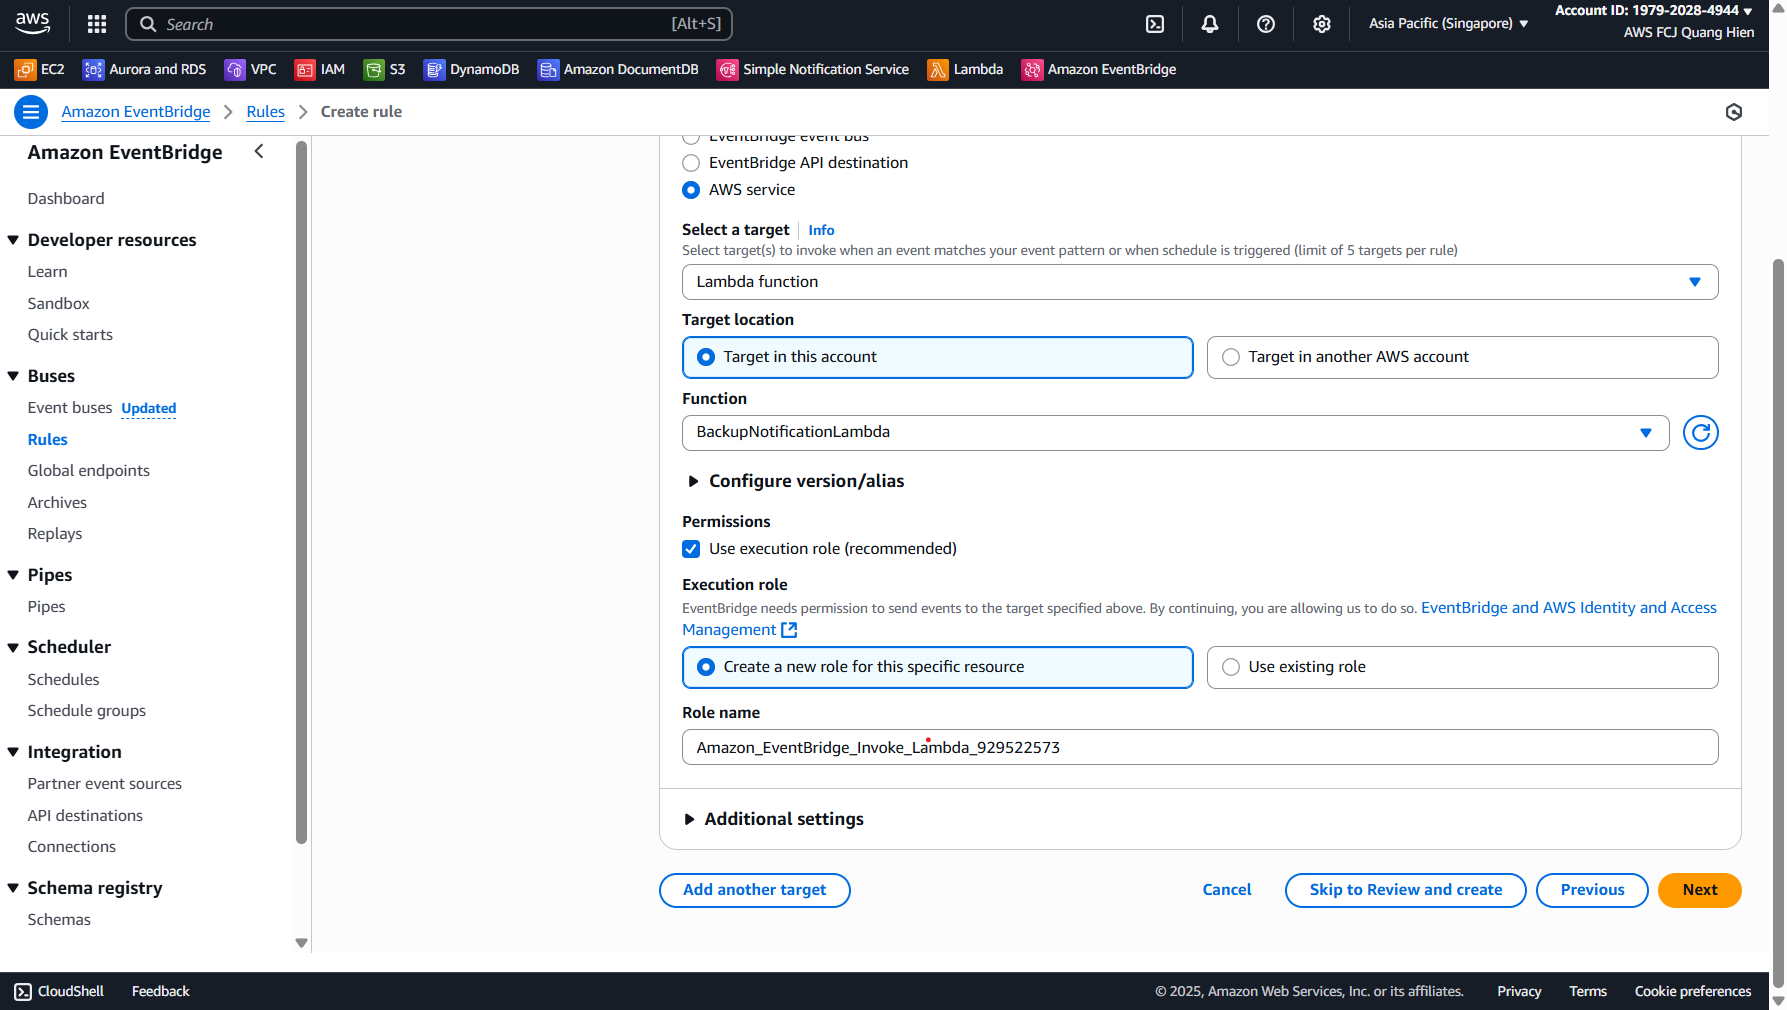 aws
Search [Alt+S]
Asia Pacific (Singapore)
Account ID: 1979-2028-4944
AWS FCJ Quang Hien
EC2 Aurora and RDS VPC IAM S3 DynamoDB Amazon DocumentDB Simple Notification Service Lambda Amazon EventBridge
Amazon EventBridge Rules Create rule
Amazon EventBridge
Dashboard
Developer resources
Learn
Sandbox
Quick starts
Buses
Event buses Updated
Rules
Global endpoints
Archives
Replays
Pipes
Pipes
Scheduler
Schedules
Schedule groups
Integration
Partner event sources
API destinations
Connections
Schema registry
Schemas
EventBridge event bus
EventBridge API destination
AWS service
Select a target Info
Select target(s) to invoke when an event matches your event pattern or when schedule is triggered (limit of 5 targets per rule)
Lambda function
Target location
Target in this account Target in another AWS account
Function
BackupNotificationLambda
Configure version/alias
Permissions
Use execution role (recommended)
Execution role
EventBridge needs permission to send events to the target specified above. By continuing, you are allowing us to do so. EventBridge and AWS Identity and Access
Management
Create a new role for this specific resource Use existing role
Role name
Amazon_EventBridge_Invoke_Lambda_929522573
Additional settings
Add another target Cancel Skip to Review and create Previous Next
CloudShell Feedback © 2025, Amazon Web Services, Inc. or its affiliates. Privacy Terms Cookie preferences